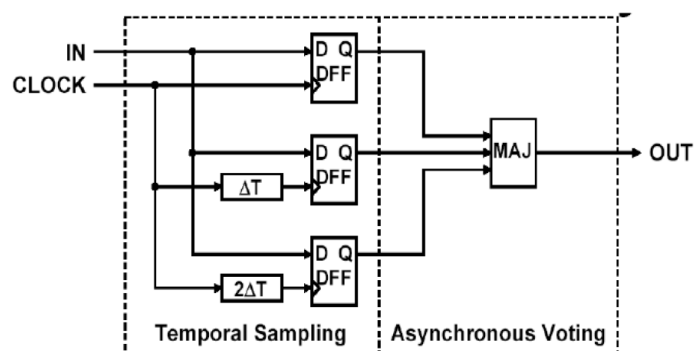 IN
CLOCK
D Q
DFF
D Q
DFF
ΔT
D Q
DFF
2ΔT
MAJ
OUT
Temporal Sampling
Asynchronous Voting